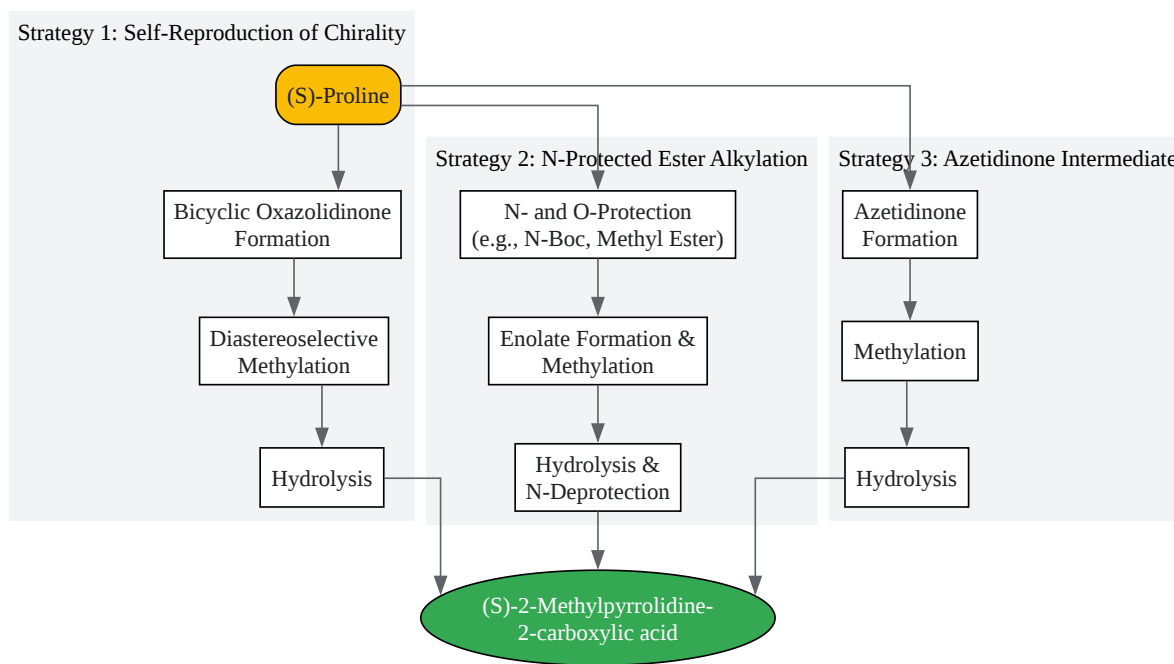 Strategy 1: Self-Reproduction of Chirality
(S)-Proline
Bicyclic Oxazolidinone
Formation
Diastereoselective
Methylation
Hydrolysis
Strategy 2: N-Protected Ester Alkylation
N- and O-Protection
(e.g., N-Boc, Methyl Ester)
Enolate Formation &
Methylation
Hydrolysis &
N-Deprotection
Strategy 3: Azetidinone Intermediate
Azetidinone
Formation
Methylation
Hydrolysis
(S)-2-Methylpyrrolidine-
2-carboxylic acid